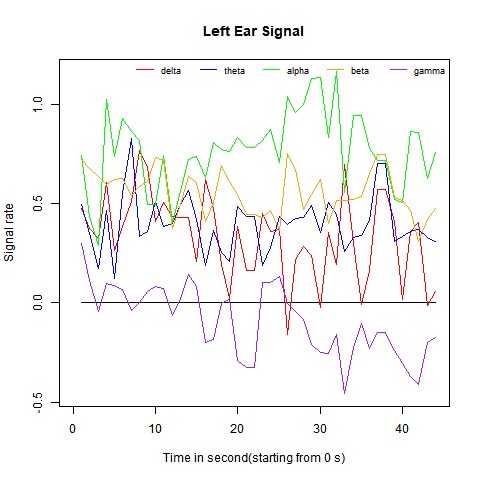 Left Ear Signal
delta theta alpha beta gamma
Signal rate
1.0
0.5
0.0
-0.5
0 10 20 30 40
Time in second(starting from 0 s)